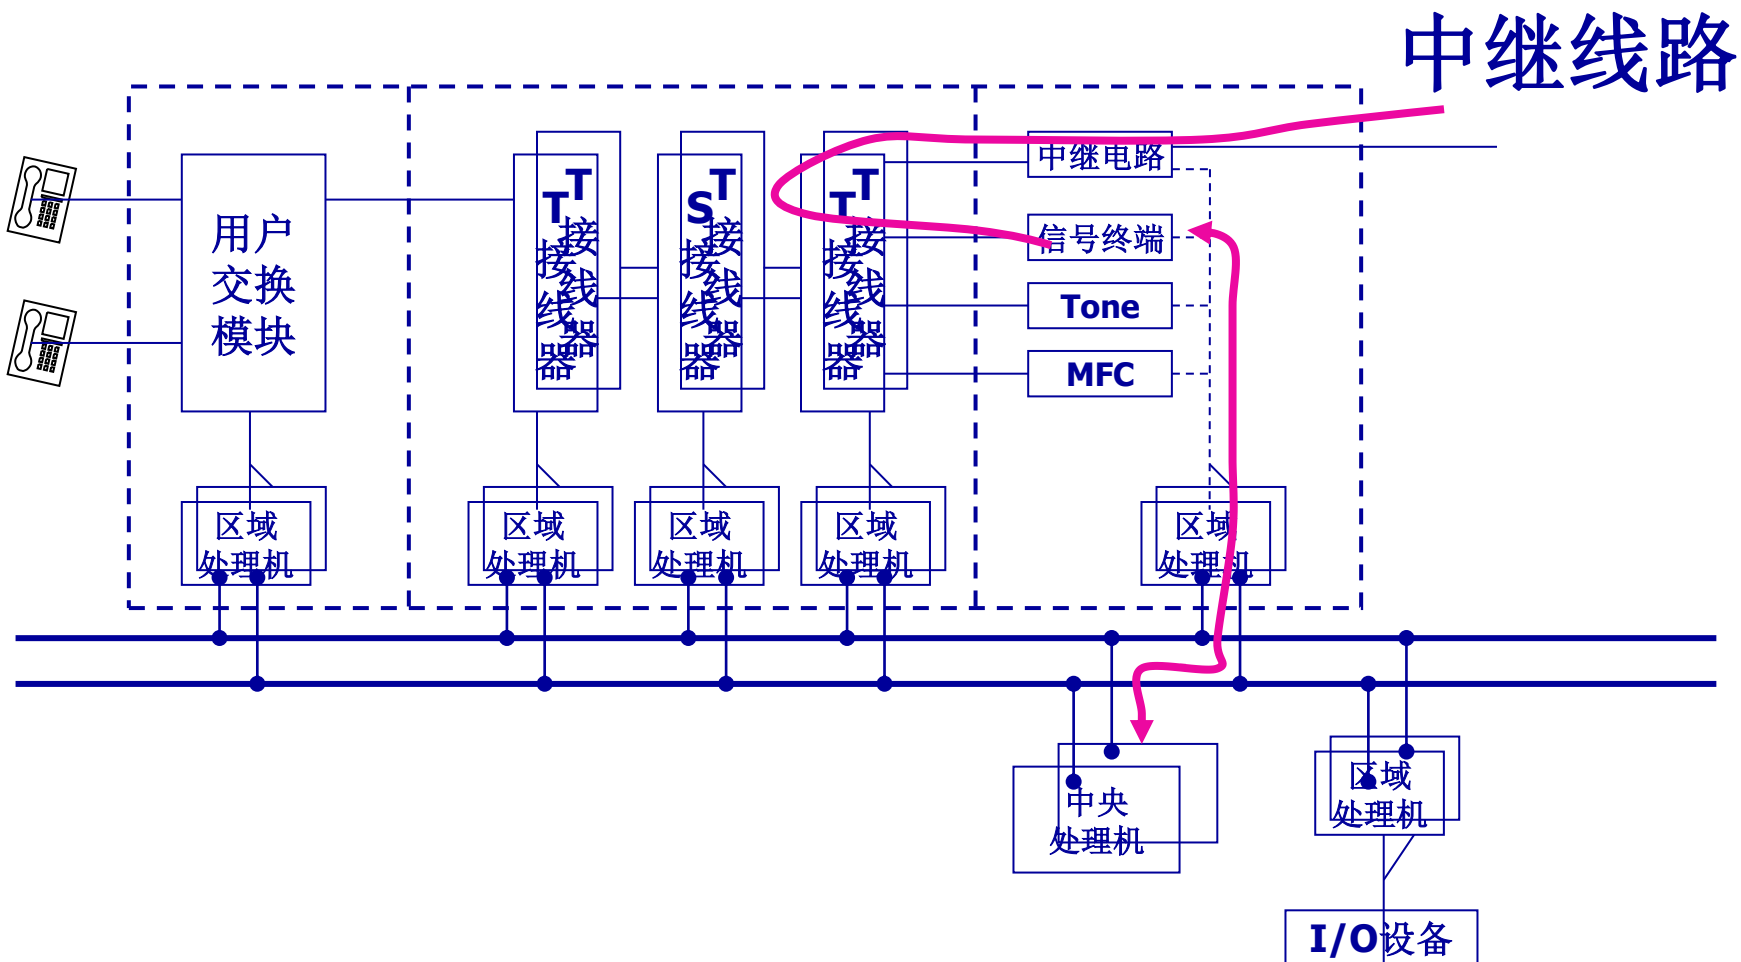 中继线路
用户
交换
模块
T
接
线
器
T
接
线
器
S
接
线
器
T
接
线
器
T
接
线
器
T
接
线
器
中继电路
信号终端
Tone
MFC
区域
处理机
区域
处理机
区域
处理机
区域
处理机
区域
处理机
中央
处理机
区域
处理机
I/O设备